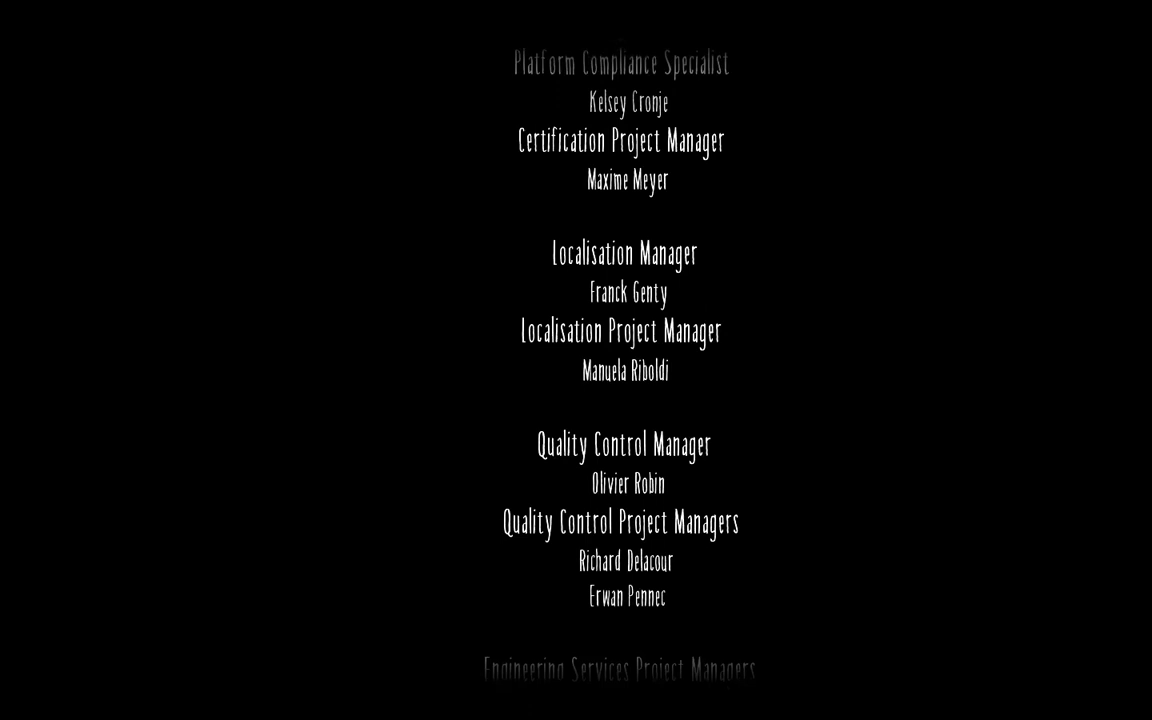 Platform Compliance Specialist
Kelsey Cronje
Certification Project Manager
Maxime Meyer
Localisation Manager
Franck Genty
Localisation Project Manager
Manuela Riboldi
Quality Control Manager
Olivier Robin
Quality Control Project Managers
Richard Delacour
Erwan Pennec
Engineering Services Project Managers